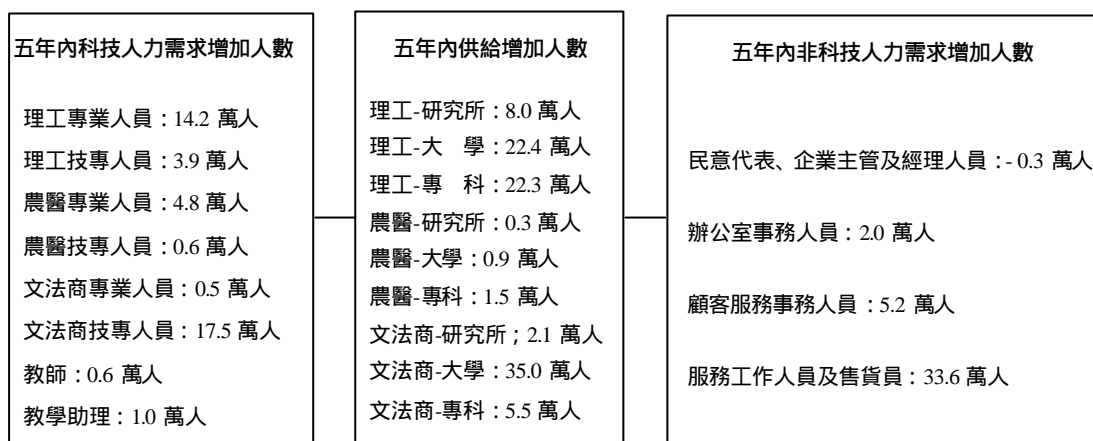 五年內科技人力需求增加人數
理工專業人員：14.2 萬人
理工技專人員：3.9 萬人
農醫專業人員：4.8 萬人
農醫技專人員：0.6 萬人
文法商專業人員：0.5 萬人
文法商技專人員：17.5 萬人
教師：0.6 萬人
教學助理：1.0 萬人
五年內供給增加人數
理工-研究所：8.0 萬人
理工-大　學：22.4 萬人
理工-專　科：22.3 萬人
農醫-研究所：0.3 萬人
農醫-大學：0.9 萬人
農醫-專科：1.5 萬人
文法商-研究所；2.1 萬人
文法商-大學：35.0 萬人
文法商-專科：5.5 萬人
五年內非科技人力需求增加人數
民意代表、企業主管及經理人員：- 0.3 萬人
辦公室事務人員：2.0 萬人
顧客服務事務人員：5.2 萬人
服務工作人員及售貨員：33.6 萬人